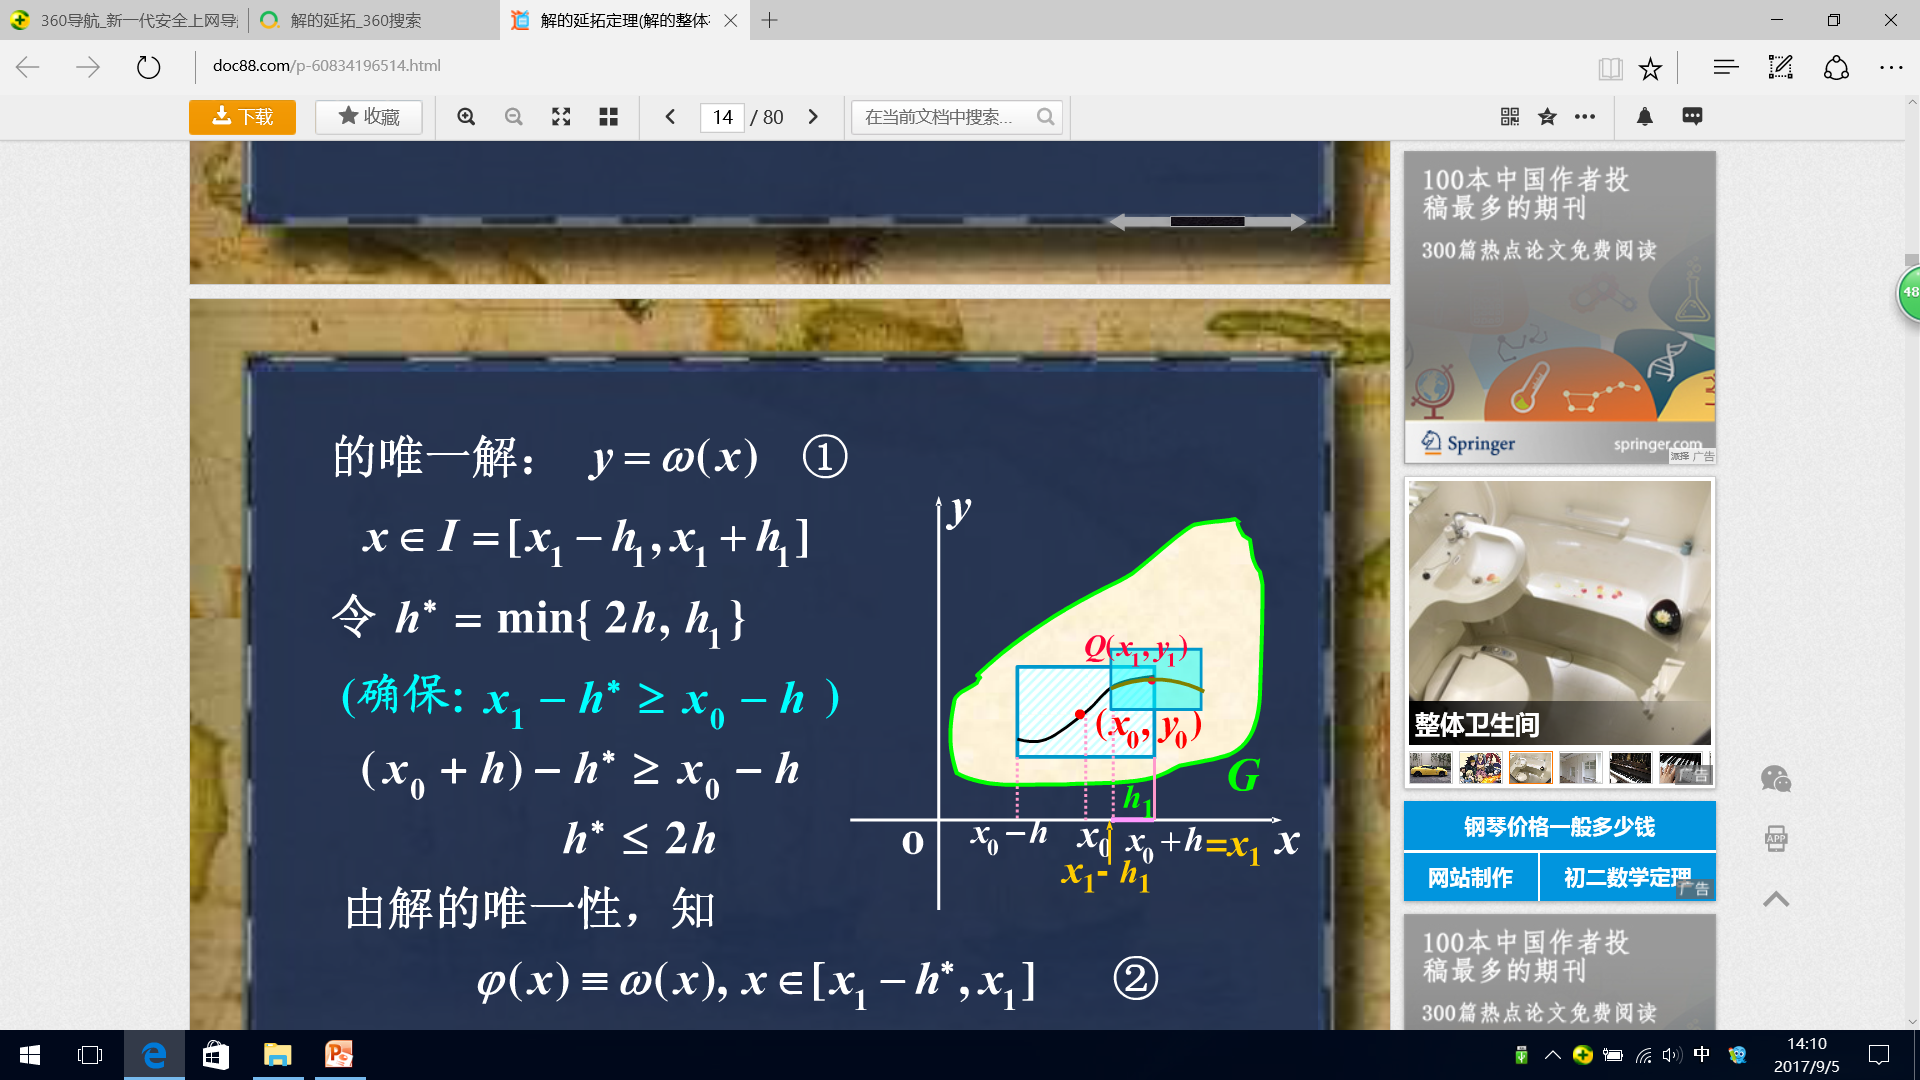 360导航_新一代安全上网导
解的延拓_360搜索
解的延拓定理(解的整体
doc88.com/p-60834196514.html
下载
收藏
14 / 80
在当前文档中搜索...
的唯一解： y = ω(x) ①
x ∈ I = [x₁ − h₁, x₁ + h₁]
令 h* = min{ 2h, h₁ }
(确保: x₁ − h* ≥ x₀ − h )
(x₀ + h) − h* ≥ x₀ − h
h* ≤ 2h
由解的唯一性，知
φ(x) ≡ ω(x), x ∈ [x₁ − h*, x₁] ②
y
Q(x₁, y₁)
(x₀, y₀)
G
h₁
o
x₀ − h
x₀
x₀ + h
=x₁
x
x₁- h₁
100本中国作者投
稿最多的期刊
300篇热点论文免费阅读
Springer
springer.com
派择 广告
48
整体卫生间
广告
钢琴价格一般多少钱
网站制作
初二数学定理
广告
100本中国作者投
稿最多的期刊
300篇热点论文免费阅读
APP
中
14:10
2017/9/5